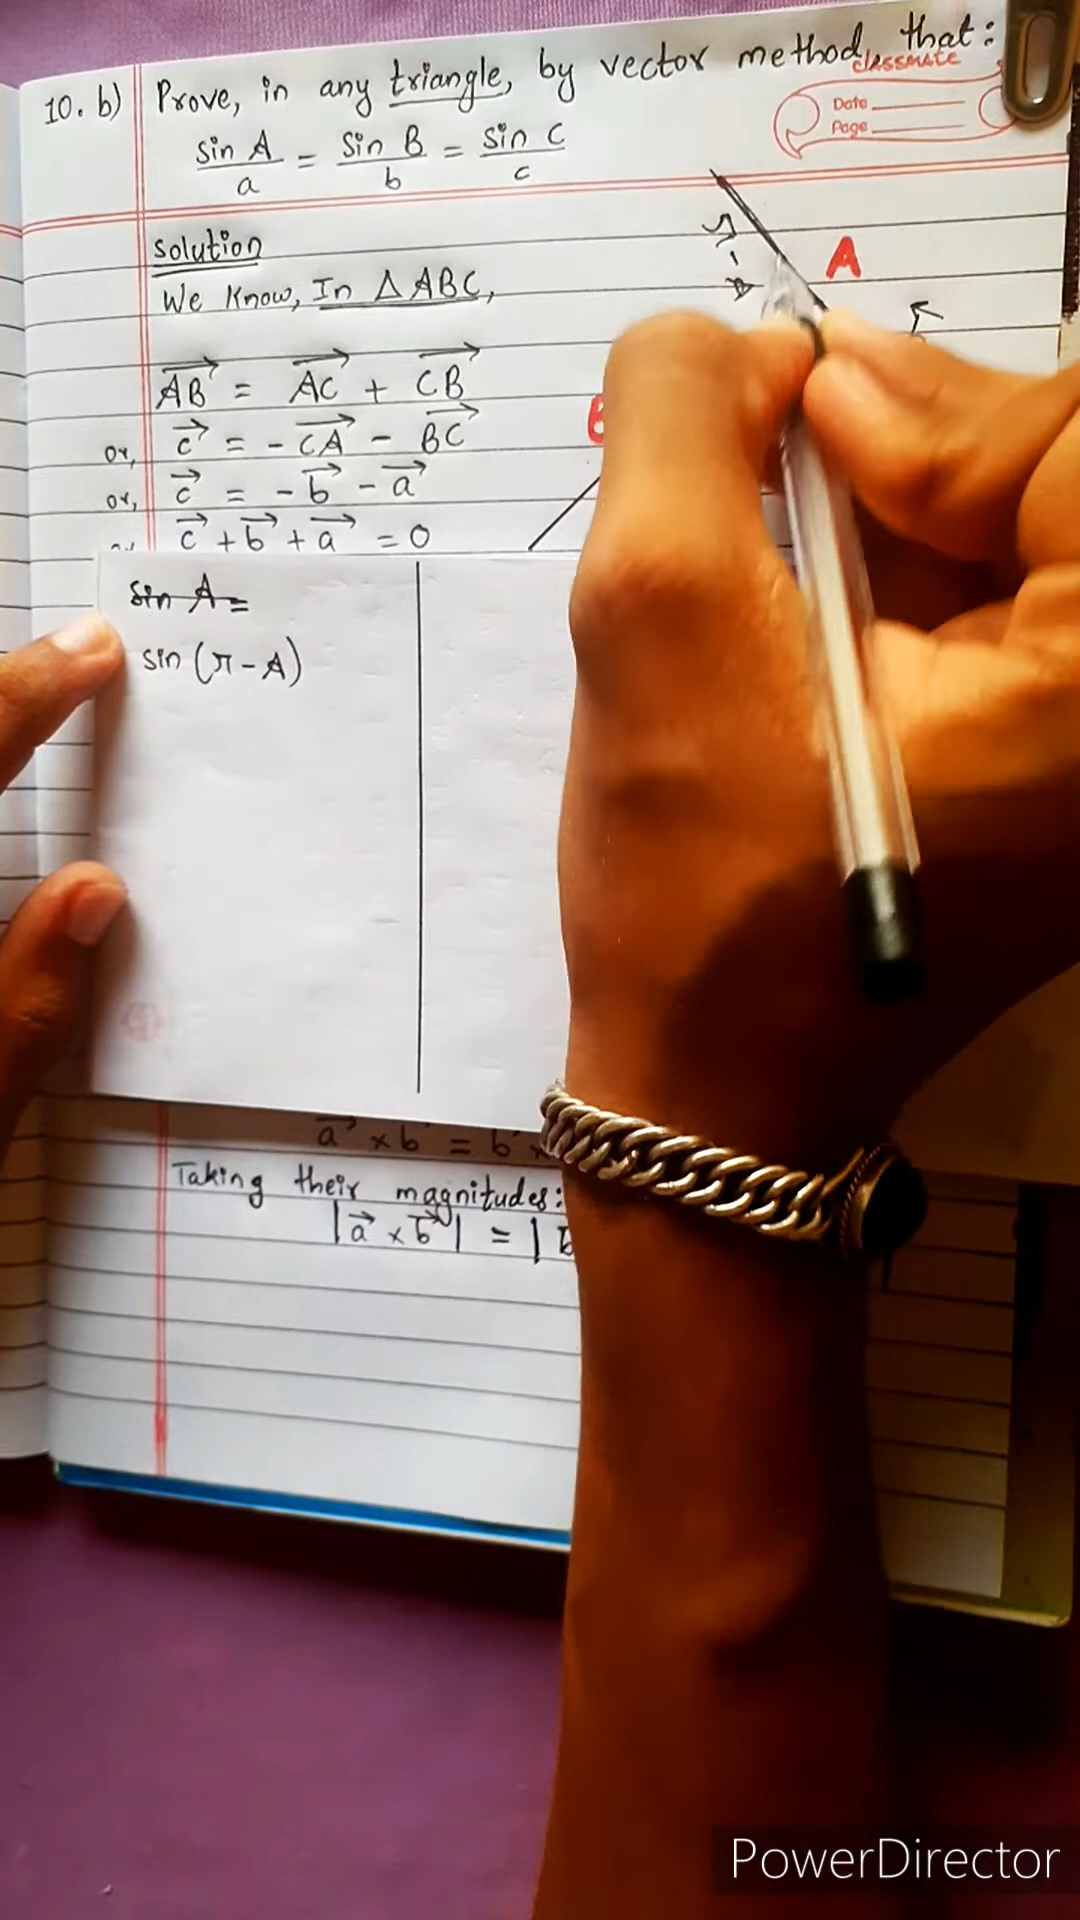 10. b) Prove, in any triangle, by vector method, that:
classmate
Date
Page
sin A / a = sin B / b = sin C / c
solution
We know, In △ABC,
π - A
A
B
AB→ = AC→ + CB→
or, c→ = - CA→ - BC→
or, c→ = - b→ - a→
c→ + b→ + a→ = 0
sin A =
sin (π - A)
a→ × b→ = b→
Taking their magnitudes:
|a→ × b→| = |
PowerDirector